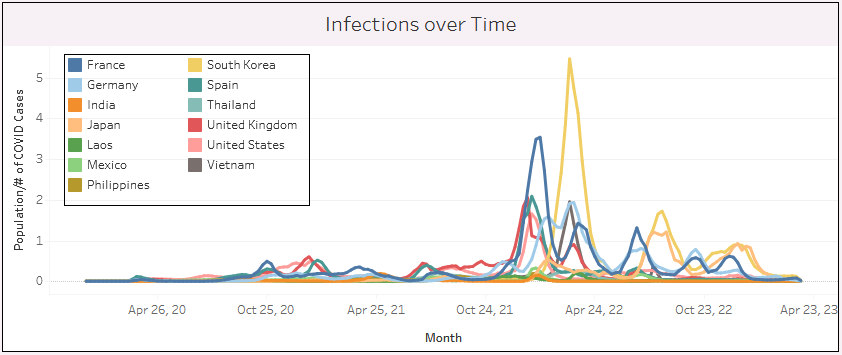 Infections over Time
Population/# of COVID Cases
France
Germany
India
Japan
Laos
Mexico
Philippines
South Korea
Spain
Thailand
United Kingdom
United States
Vietnam
5
4
3
2
1
0
Apr 26, 20
Oct 25, 20
Apr 25, 21
Oct 24, 21
Apr 24, 22
Oct 23, 22
Apr 23, 23
Month